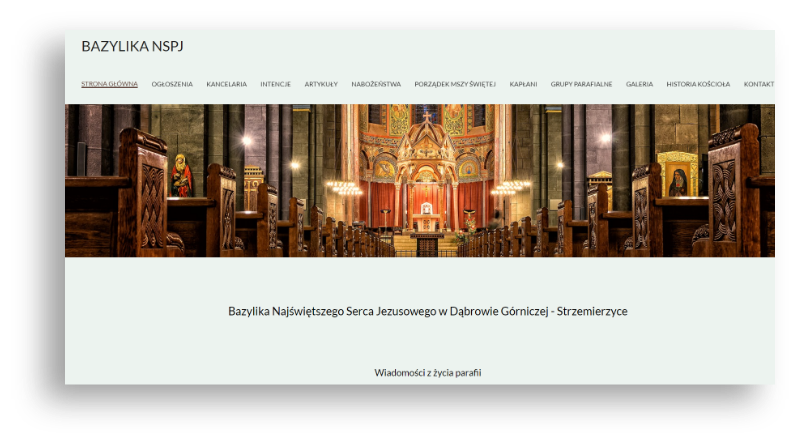 BAZYLIKA NSPJ
STRONA GŁÓWNA OGŁOSZENIA KANCELARIA INTENCJE ARTYKUŁY NABOŻEŃSTWA PORZĄDEK MSZY ŚWIĘTEJ KAPŁANI GRUPY PARAFIALNE GALERIA HISTORIA KOŚCIOŁA KONTAKT
Bazylika Najświętszego Serca Jezusowego w Dąbrowie Górniczej - Strzemierzyce
Wiadomości z życia parafii